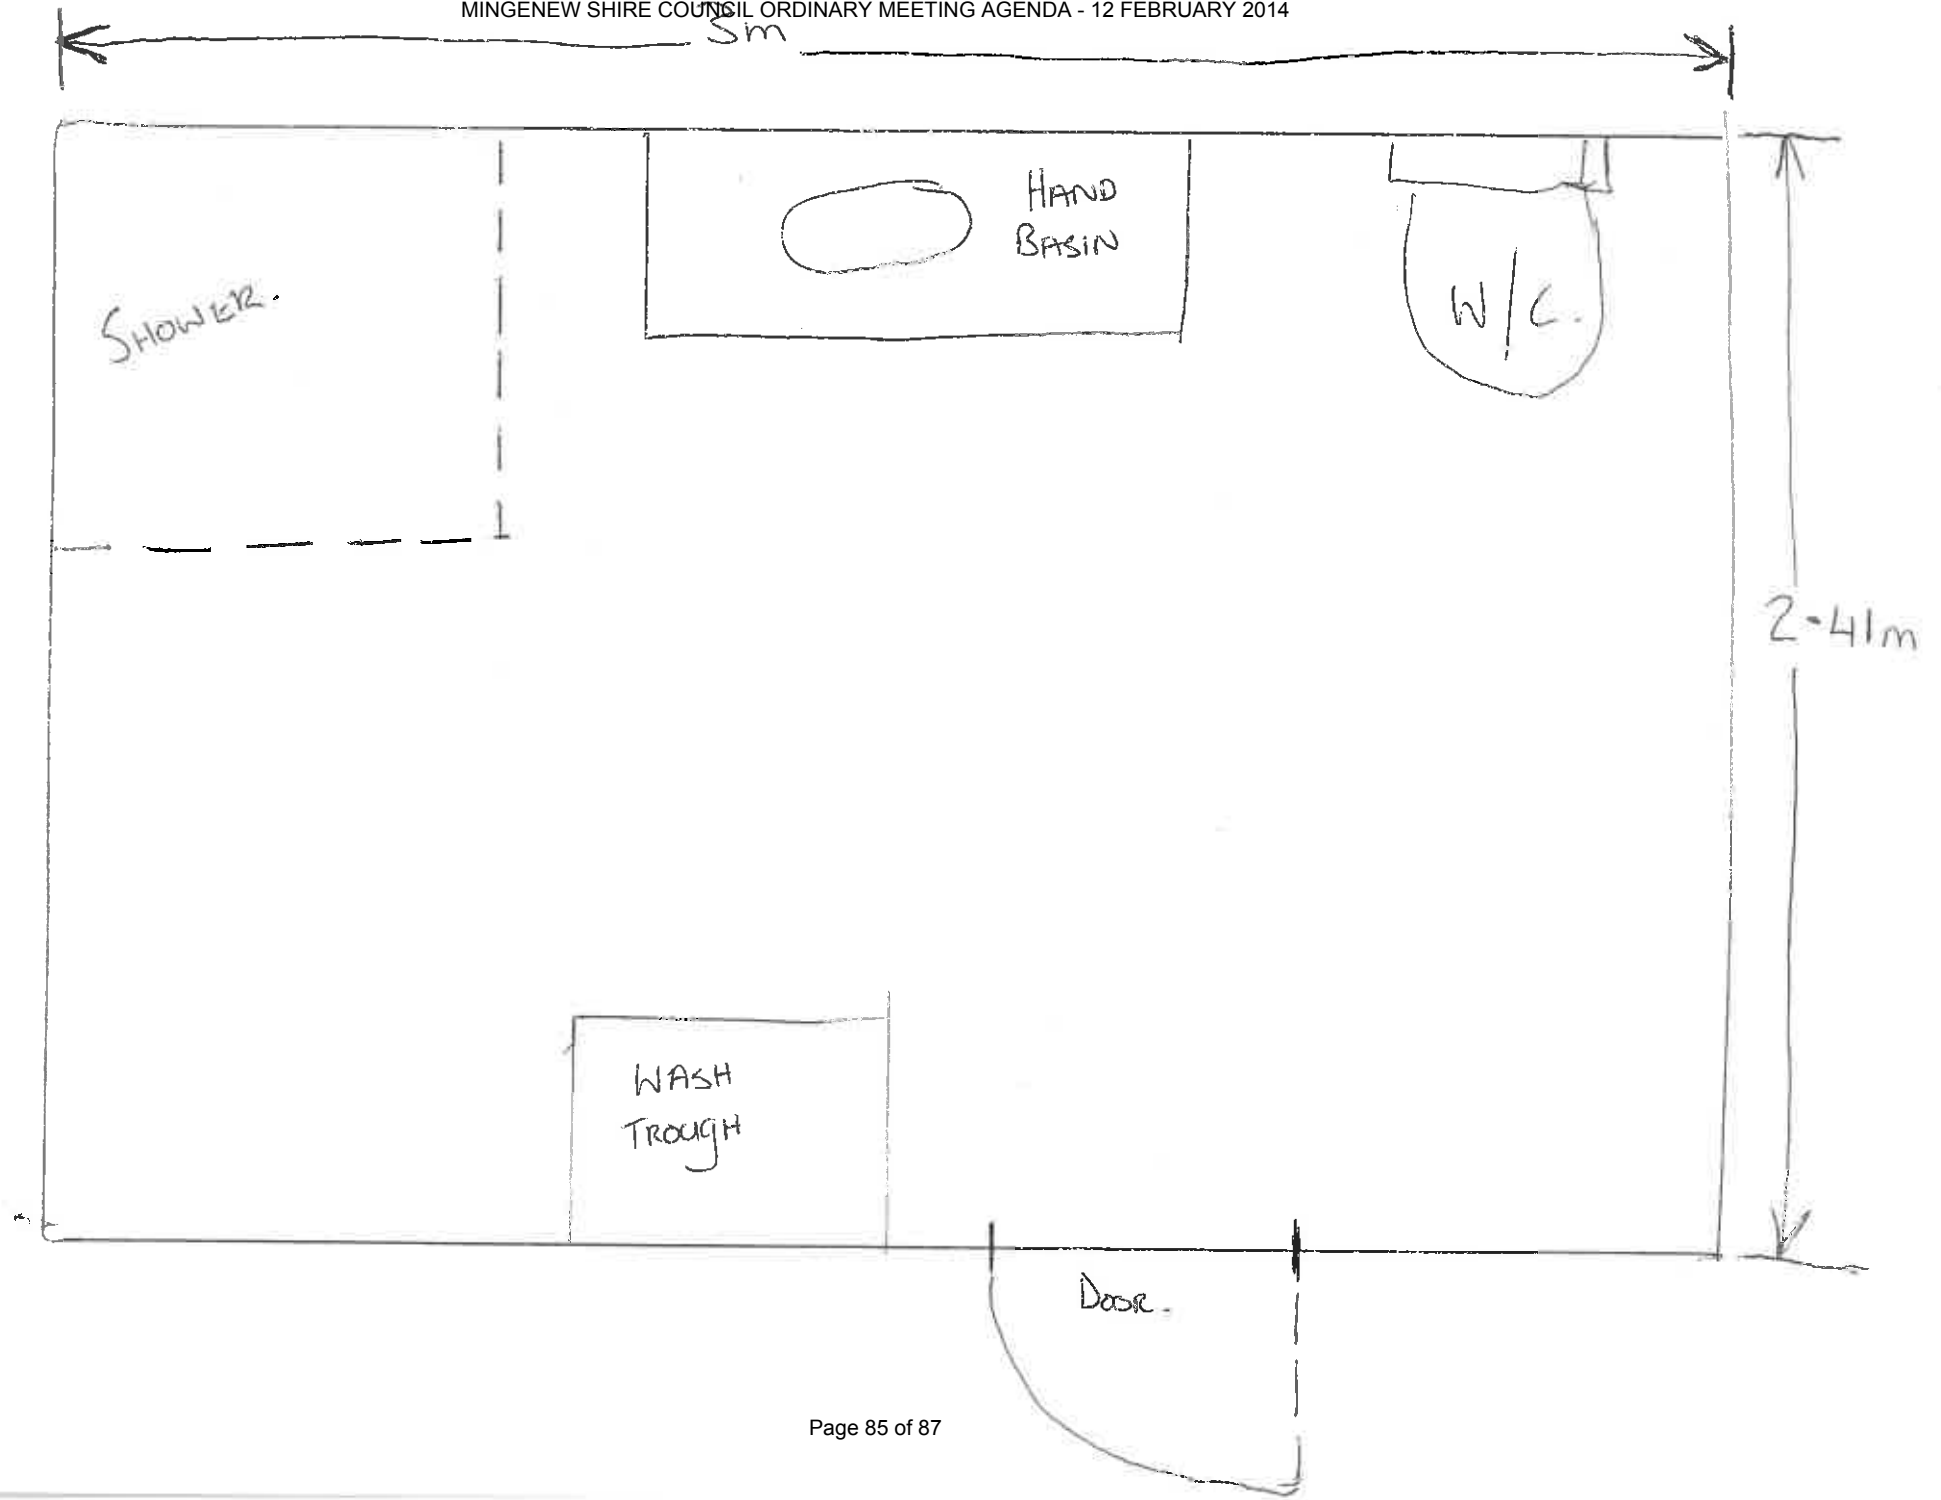 MINGENEW SHIRE COUNCIL ORDINARY MEETING AGENDA - 12 FEBRUARY 2014
HAND
BASIN
W/C.
SHOWER.
2.41m
WASH
TROUGH
DOOR.
Page 85 of 87